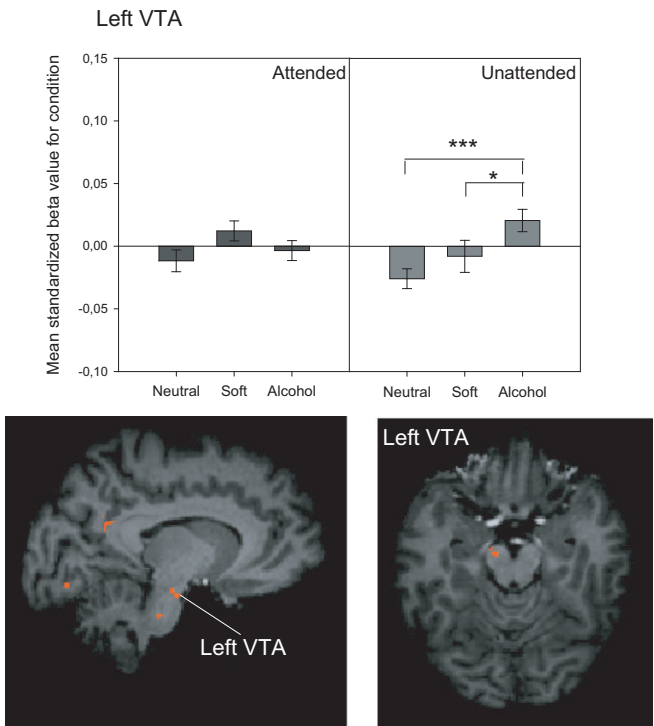 Left VTA
Mean standardized beta value for condition
0,15
0,10
0,05
0,00
-0,05
-0,10
Attended
Unattended
***
*
Neutral Soft Alcohol
Neutral Soft Alcohol
Left VTA
Left VTA